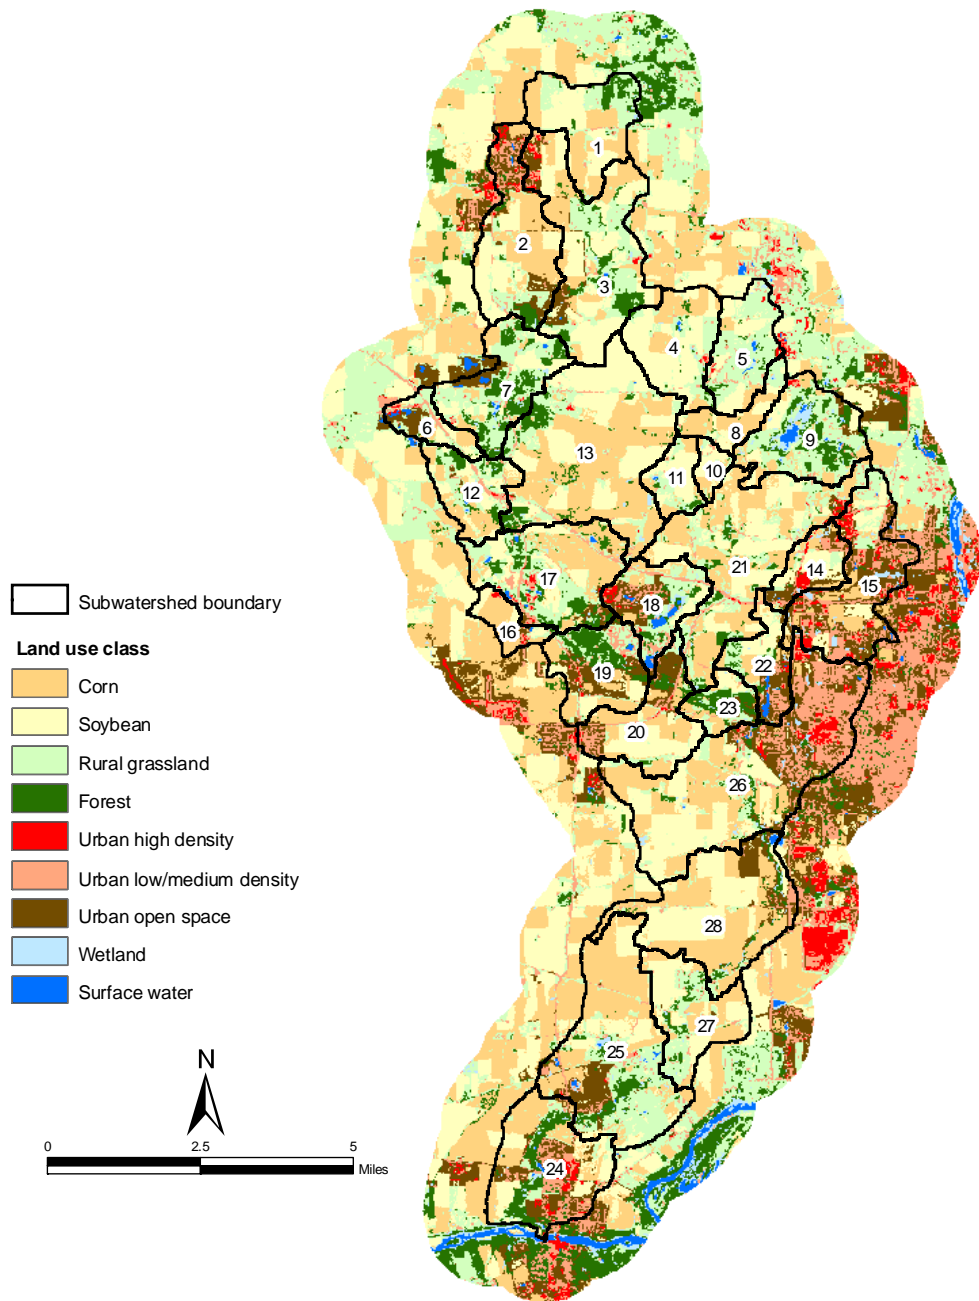 1
2
3
4
5
7
6
8
9
13
11
10
12
14
15
21
17
18
16
22
19
23
20
26
28
27
25
24
Subwatershed boundary
Land use class
Corn
Soybean
Rural grassland
Forest
Urban high density
Urban low/medium density
Urban open space
Wetland
Surface water
N
0 2.5 5
Miles